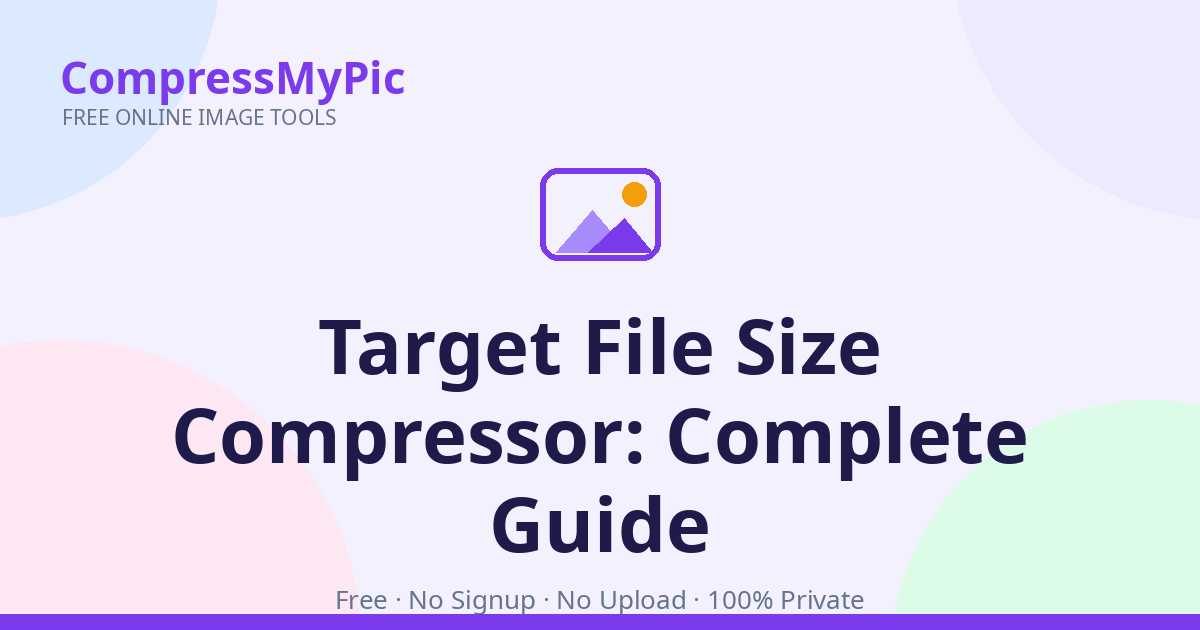 CompressMyPic
FREE ONLINE IMAGE TOOLS
Target File Size
Compressor: Complete
Guide
Free · No Signup · No Upload · 100% Private